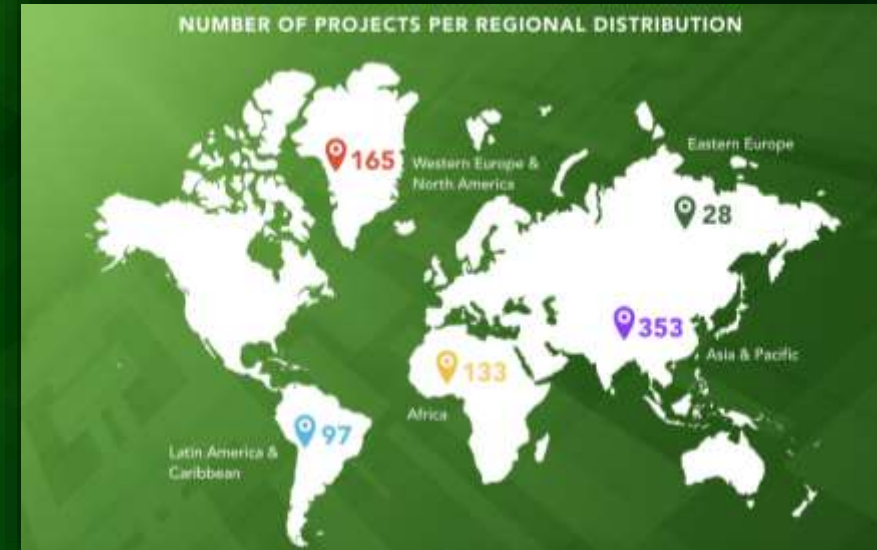 NUMBER OF PROJECTS PER REGIONAL DISTRIBUTION
Eastern Europe
165
Western Europe &
North America
28
353
Asia & Pacific
133
Africa
97
Latin America &
Caribbean